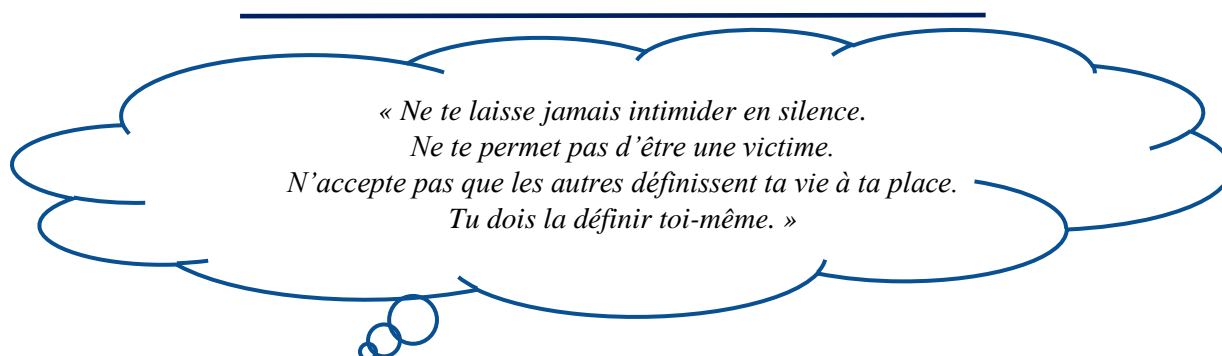 « Ne te laisse jamais intimider en silence.
Ne te permet pas d’être une victime.
N’accepte pas que les autres définissent ta vie à ta place.
Tu dois la définir toi-même. »